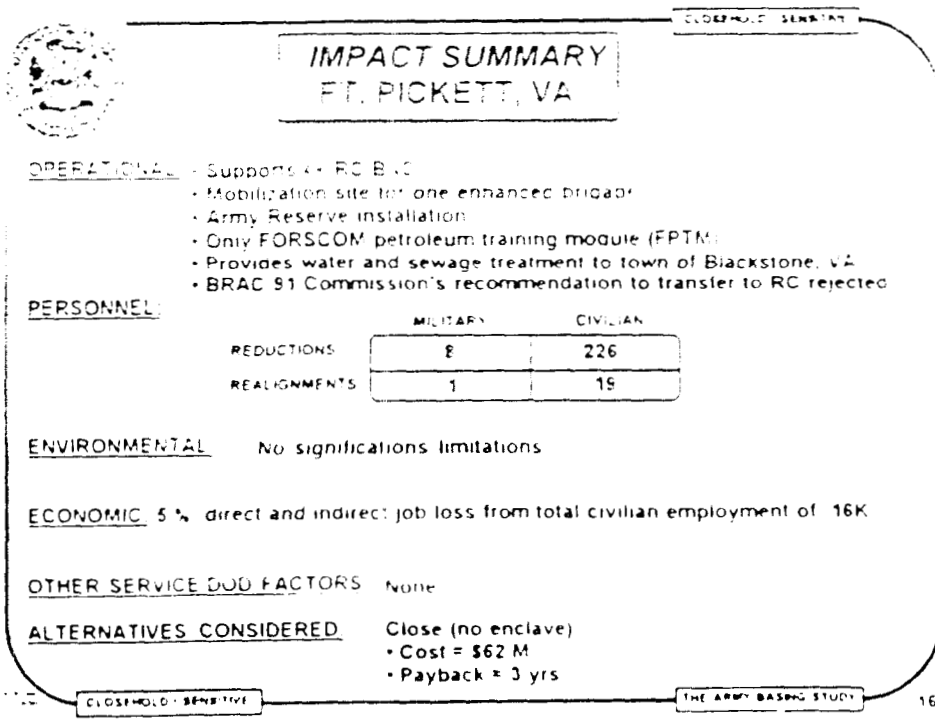 CLOSEHOLD - SENSITIVE
IMPACT SUMMARY
FT. PICKETT, VA
OPERATIONAL - Supports RC
• Mobilization site for one enhanced brigade
• Army Reserve installation
• Only FORSCOM petroleum training module (FPTM)
• Provides water and sewage treatment to town of Blackstone, VA
• BRAC 91 Commission's recommendation to transfer to RC rejected
PERSONNEL:
MILITARY CIVILIAN
REDUCTIONS 8 226
REALIGNMENTS 1 19
ENVIRONMENTAL No significations limitations
ECONOMIC 5 % direct and indirect job loss from total civilian employment of 16K
OTHER SERVICE DOD FACTORS None
ALTERNATIVES CONSIDERED Close (no enclave)
• Cost = $62 M
• Payback = 3 yrs
CLOSEHOLD - SENSITIVE THE ARMY BASING STUDY 16